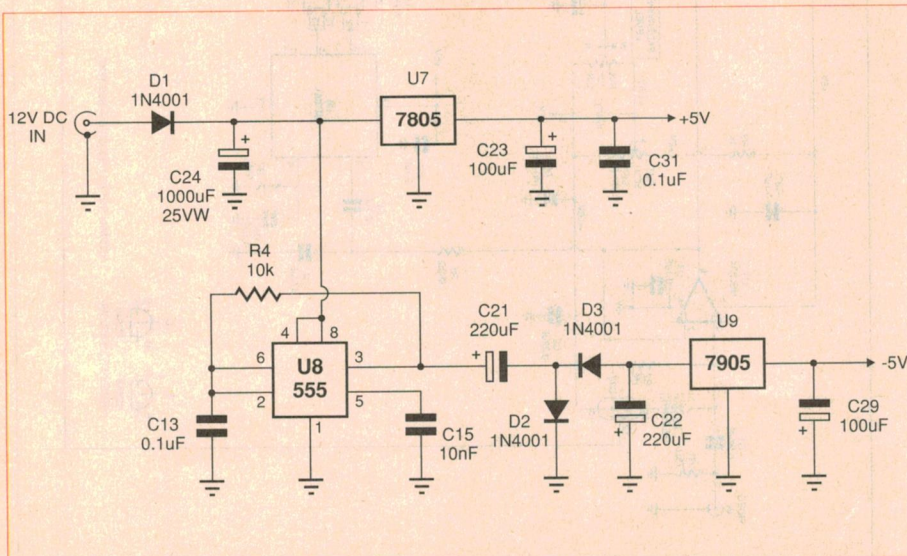 D1
1N4001
12V DC
IN
+
C24
1000uF
25VW
U7
7805
+
C23
100uF
C31
0.1uF
+5V
R4
10k
4
8
6
2
U8
555
3
5
1
C13
0.1uF
C15
10nF
C21
220uF
+
D3
1N4001
D2
1N4001
+
C22
220uF
U9
7905
+
C29
100uF
-5V